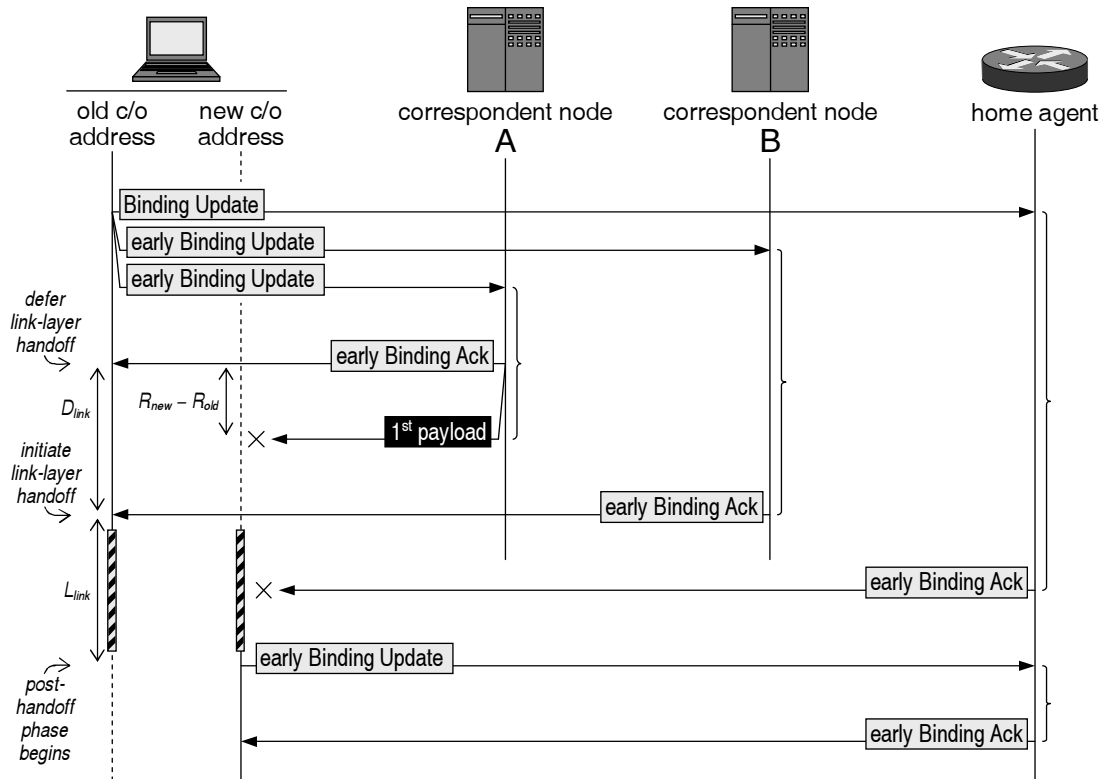 old c/o
address
new c/o
address
correspondent node
A
correspondent node
B
home agent
Binding Update
early Binding Update
early Binding Update
defer
link-layer
handoff
early Binding Ack
D_link
R_new – R_old
1st payload
initiate
link-layer
handoff
early Binding Ack
L_link
early Binding Ack
early Binding Update
post-
handoff
phase
begins
early Binding Ack